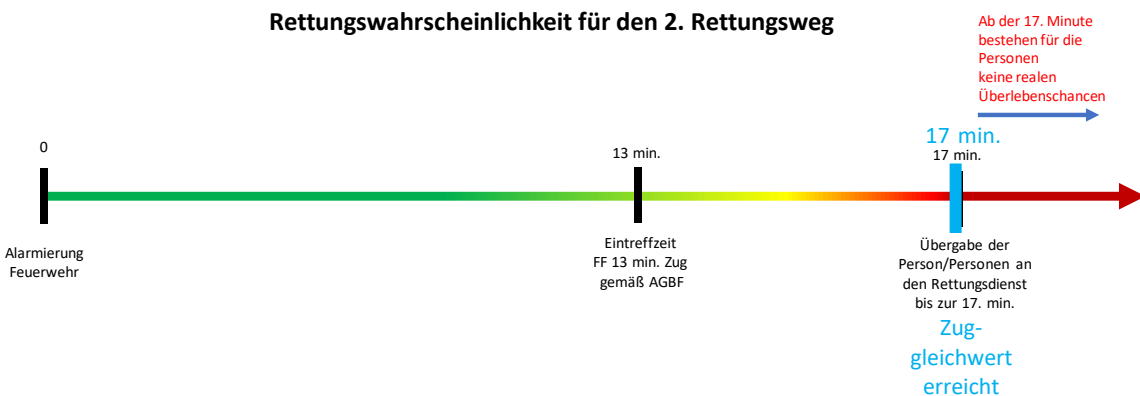 Rettungswahrscheinlichkeit für den 2. Rettungsweg
Ab der 17. Minute
bestehen für die
Personen
keine realen
Überlebenschancen
0
13 min.
17 min.
17 min.
Alarmierung
Feuerwehr
Eintreffzeit
FF 13 min. Zug
gemäß AGBF
Übergabe der
Person/Personen an
den Rettungsdienst
bis zur 17. min.
Zug-
gleichwert
erreicht